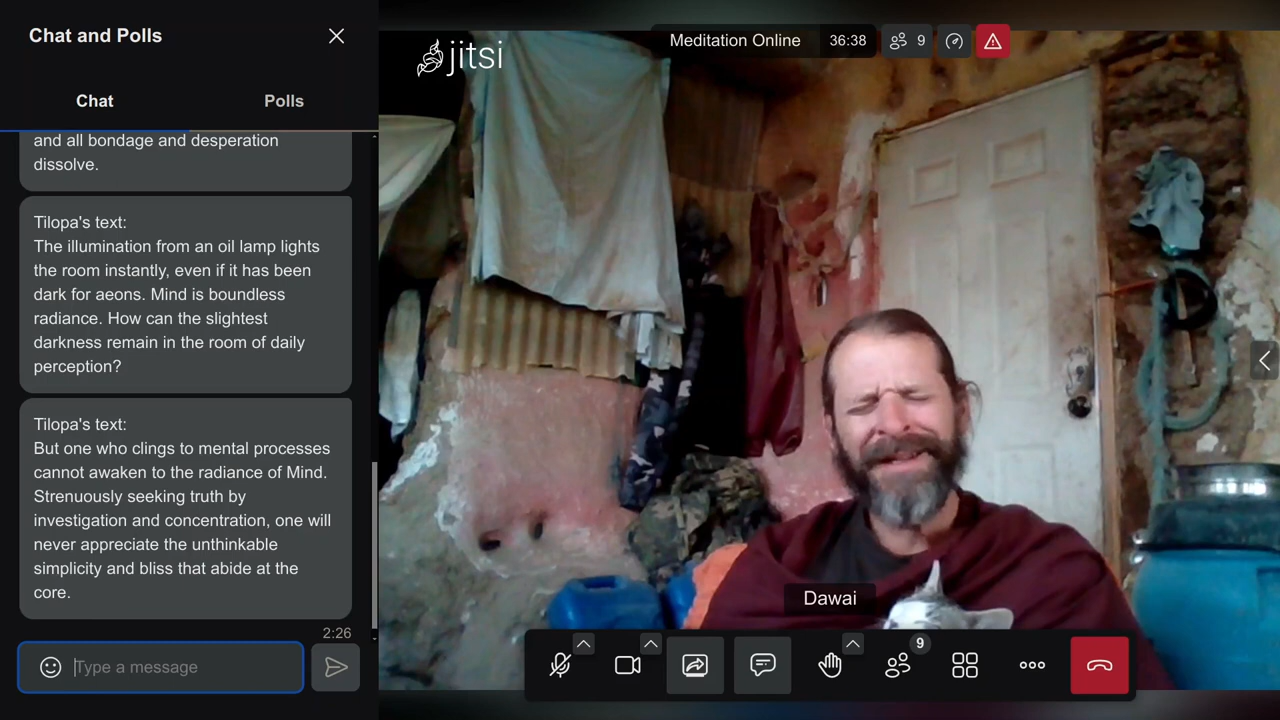 Chat and Polls
Chat
Polls
and all bondage and desperation
dissolve.
Tilopa's text:
The illumination from an oil lamp lights
the room instantly, even if it has been
dark for aeons. Mind is boundless
radiance. How can the slightest
darkness remain in the room of daily
perception?
Tilopa's text:
But one who clings to mental processes
cannot awaken to the radiance of Mind.
Strenuously seeking truth by
investigation and concentration, one will
never appreciate the unthinkable
simplicity and bliss that abide at the
core.
2:26
Type a message
jitsi
Meditation Online
36:38
9
Dawai
9